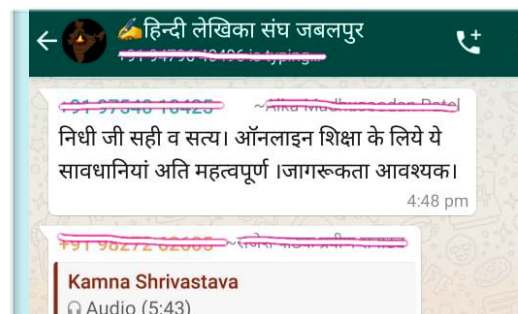 ✍️हिन्दी लेखिका संघ जबलपुर
निधी जी सही व सत्य। ऑनलाइन शिक्षा के लिये ये
सावधानियां अति महत्वपूर्ण ।जागरूकता आवश्यक।
4:48 pm
Kamna Shrivastava
Audio (5:43)